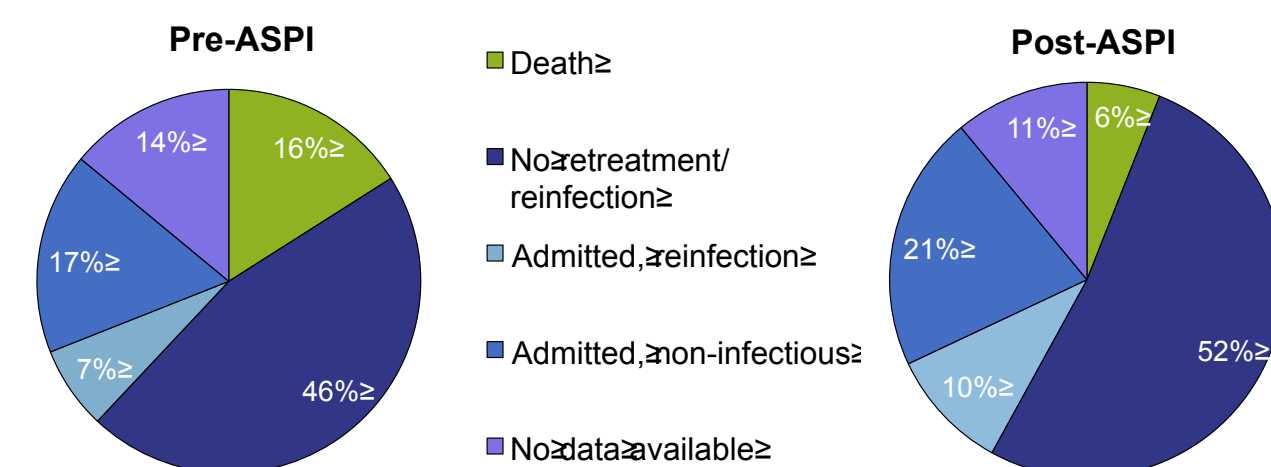 Pre-ASPI
14%≥
16%≥
17%≥
7%≥
46%≥
Death≥
No≥retreatment/
reinfection≥
Admitted,≥reinfection≥
Admitted,≥non-infectious≥
No≥data≥available≥
Post-ASPI
11%≥
6%≥
21%≥
10%≥
52%≥